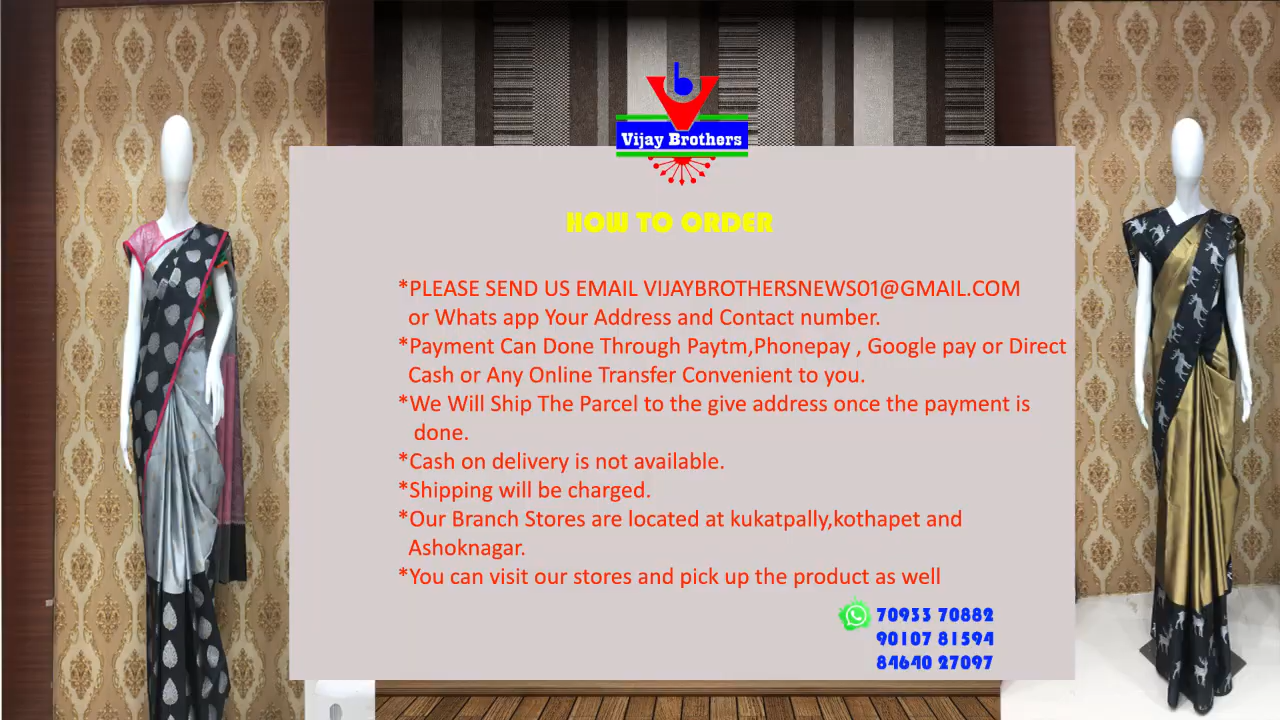 Vijay Brothers
HOW TO ORDER
*PLEASE SEND US EMAIL VIJAYBROTHERSNEWS01@GMAIL.COM
or Whats app Your Address and Contact number.
*Payment Can Done Through Paytm,Phonepay , Google pay or Direct
Cash or Any Online Transfer Convenient to you.
*We Will Ship The Parcel to the give address once the payment is
done.
*Cash on delivery is not available.
*Shipping will be charged.
*Our Branch Stores are located at kukatpally,kothapet and
Ashoknagar.
*You can visit our stores and pick up the product as well
70933 70882
90107 81594
84640 27097